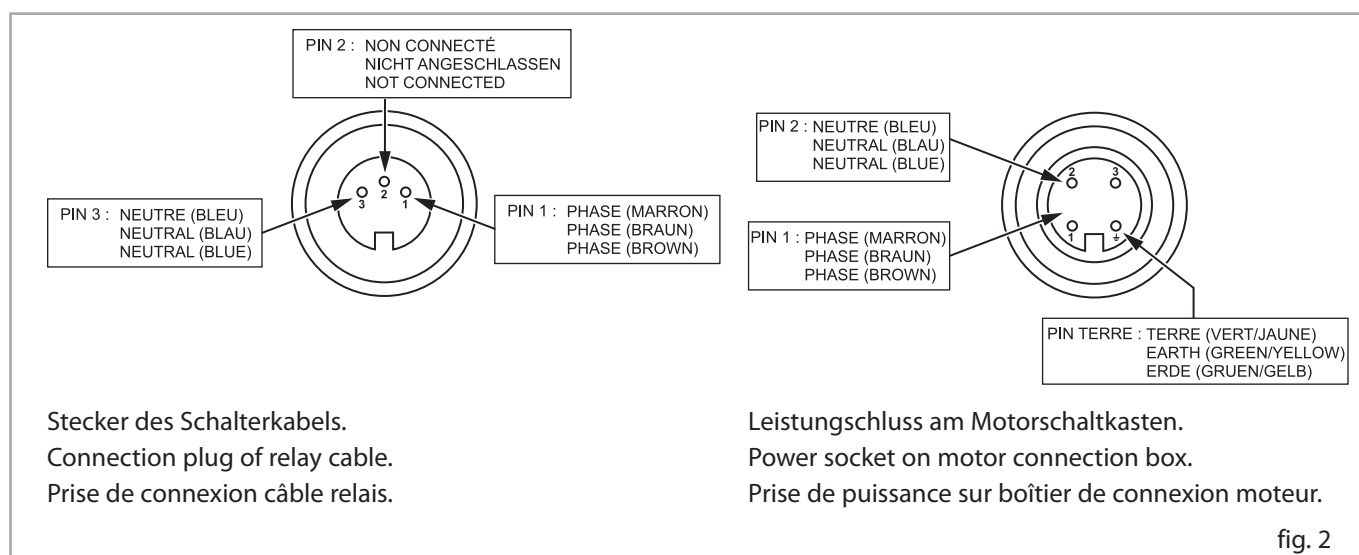 PIN 2 : NON CONNECTÉ
NICHT ANGESCHLASSEN
NOT CONNECTED
PIN 3 : NEUTRE (BLEU)
NEUTRAL (BLAU)
NEUTRAL (BLUE)
3
2
1
PIN 1 : PHASE (MARRON)
PHASE (BRAUN)
PHASE (BROWN)
Stecker des Schalterkabels.
Connection plug of relay cable.
Prise de connexion câble relais.
PIN 2 : NEUTRE (BLEU)
NEUTRAL (BLAU)
NEUTRAL (BLUE)
2 3
1
PIN 1 : PHASE (MARRON)
PHASE (BRAUN)
PHASE (BROWN)
PIN TERRE : TERRE (VERT/JAUNE)
EARTH (GREEN/YELLOW)
ERDE (GRUEN/GELB)
Leistungschluss am Motorschaltkasten.
Power socket on motor connection box.
Prise de puissance sur boîtier de connexion moteur.
fig. 2